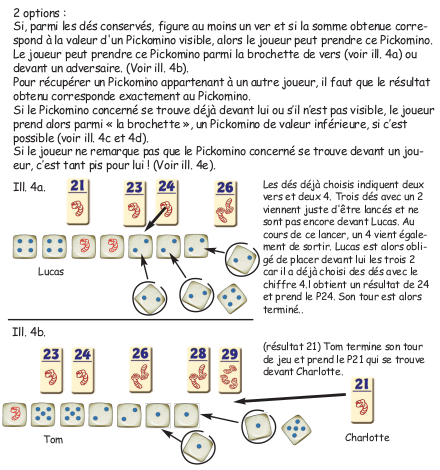 2 options :
Si, parmi les dés conservés, figure au moins un ver et si la somme obtenue corre-
spond à la valeur d'un Pickomino visible, alors le joueur peut prendre ce Pickomino.
Le joueur peut prendre ce Pickomino parmi la brochette de vers (voir ill. 4a) ou
devant un adversaire. (Voir ill. 4b).
Pour récupérer un Pickomino appartenant à un autre joueur, il faut que le résultat
obtenu corresponde exactement au Pickomino.
Si le Pickomino concerné se trouve déjà devant lui ou s'il n'est pas visible, le joueur
prend alors parmi « la brochette », un Pickomino de valeur inférieure, si c'est
possible (voir ill. 4c et 4d).
Si le joueur ne remarque pas que le Pickomino concerné se trouve devant un jou-
eur, c'est tant pis pour lui ! (Voir ill. 4e).
Ill. 4a.
21
23
24
26
Lucas
Les dés déjà choisis indiquent deux
vers et deux 4. Trois dés avec un 2
viennent juste d'être lancés et ne
sont pas encore devant Lucas. Au
cours de ce lancer, un 4 vient égale-
ment de sortir. Lucas est alors obli-
gé de placer devant lui les trois 2
car il a déjà choisi des dés avec le
chiffre 4.l obtient un résultat de 24
et prend le P24. Son tour est alors
terminé..
Ill. 4b.
23
24
26
28
29
Tom
(résultat 21) Tom termine son tour
de jeu et prend le P21 qui se trouve
devant Charlotte.
21
Charlotte